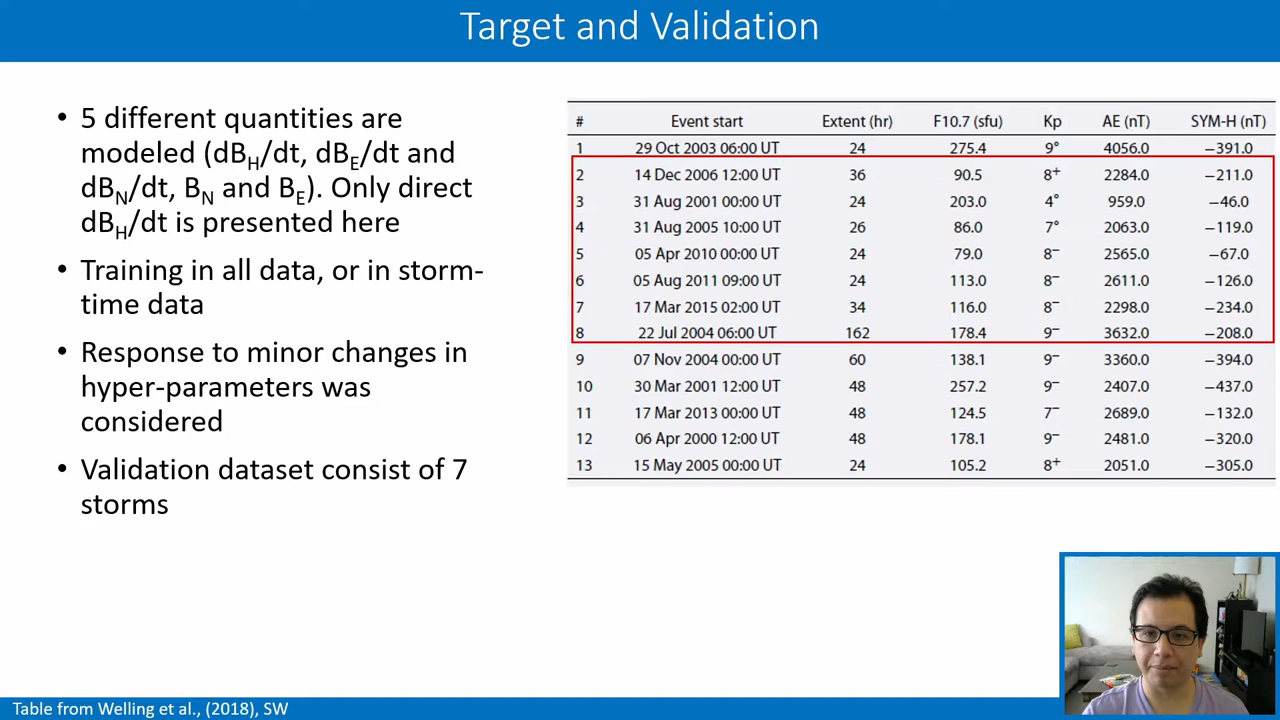 Target and Validation
• 5 different quantities are
modeled (dBH/dt, dBE/dt and
dBN/dt, BN and BE). Only direct
dBH/dt is presented here
• Training in all data, or in storm-
time data
• Response to minor changes in
hyper-parameters was
considered
• Validation dataset consist of 7
storms
# Event start Extent (hr) F10.7 (sfu) Kp AE (nT) SYM-H (nT)
1 29 Oct 2003 06:00 UT 24 275.4 9° 4056.0 −391.0
2 14 Dec 2006 12:00 UT 36 90.5 8+ 2284.0 −211.0
3 31 Aug 2001 00:00 UT 24 203.0 4° 959.0 −46.0
4 31 Aug 2005 10:00 UT 26 86.0 7° 2063.0 −119.0
5 05 Apr 2010 00:00 UT 24 79.0 8− 2565.0 −67.0
6 05 Aug 2011 09:00 UT 24 113.0 8− 2611.0 −126.0
7 17 Mar 2015 02:00 UT 34 116.0 8− 2298.0 −234.0
8 22 Jul 2004 06:00 UT 162 178.4 9− 3632.0 −208.0
9 07 Nov 2004 00:00 UT 60 138.1 9− 3360.0 −394.0
10 30 Mar 2001 12:00 UT 48 257.2 9− 2407.0 −437.0
11 17 Mar 2013 00:00 UT 48 124.5 7− 2689.0 −132.0
12 06 Apr 2000 12:00 UT 48 178.1 9− 2481.0 −320.0
13 15 May 2005 00:00 UT 24 105.2 8+ 2051.0 −305.0
Table from Welling et al., (2018), SW